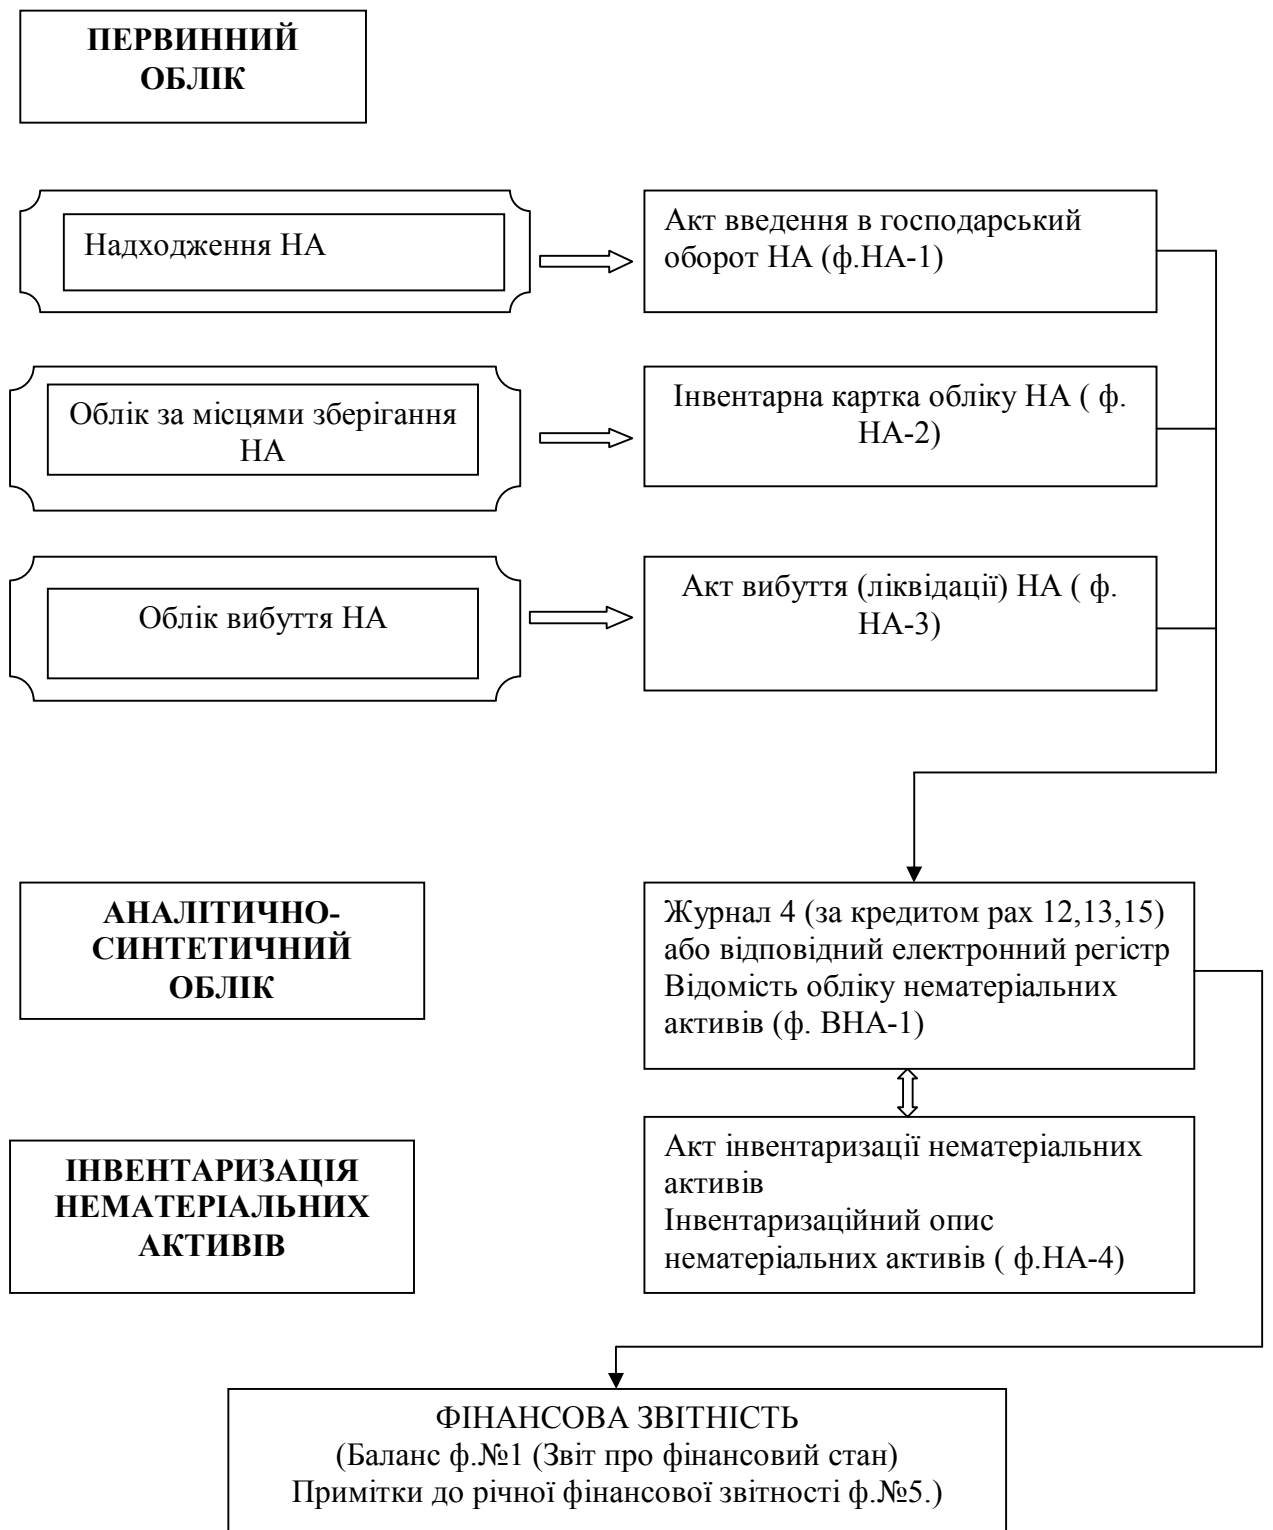 ПЕРВИННИЙ
ОБЛІК
Надходження НА
Акт введення в господарський
оборот НА (ф.НА-1)
Облік за місцями зберігання
НА
Інвентарна картка обліку НА ( ф.
НА-2)
Облік вибуття НА
Акт вибуття (ліквідації) НА ( ф.
НА-3)
АНАЛІТИЧНО-
СИНТЕТИЧНИЙ
ОБЛІК
Журнал 4 (за кредитом рах 12,13,15)
або відповідний електронний регістр
Відомість обліку нематеріальних
активів (ф. ВНА-1)
ІНВЕНТАРИЗАЦІЯ
НЕМАТЕРІАЛЬНИХ
АКТИВІВ
Акт інвентаризації нематеріальних
активів
Інвентаризаційний опис
нематеріальних активів ( ф.НА-4)
ФІНАНСОВА ЗВІТНІСТЬ
(Баланс ф.№1 (Звіт про фінансовий стан)
Примітки до річної фінансової звітності ф.№5.)